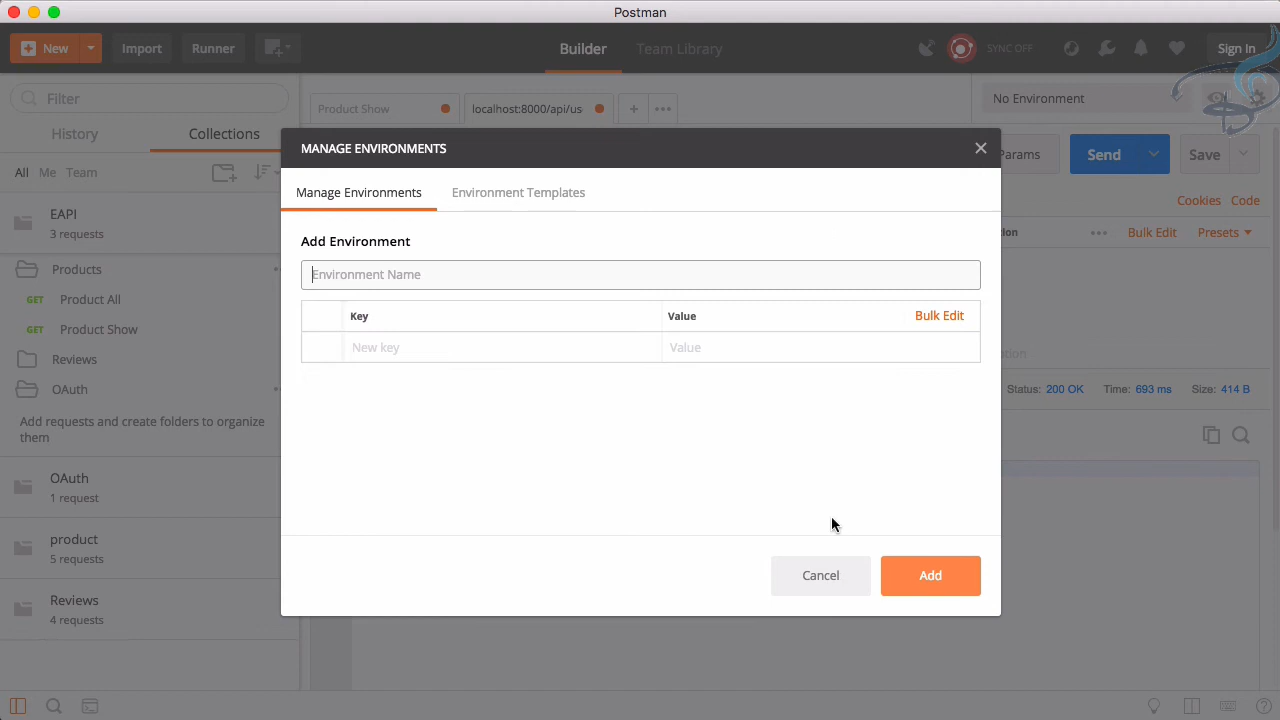 Postman
New
Import
Runner
Builder
Team Library
SYNC OFF
Sign In
Filter
Product Show
localhost:8000/api/us
No Environment
History
Collections
MANAGE ENVIRONMENTS
Params
Send
Save
All
Me
Team
Manage Environments
Environment Templates
Cookies
Code
EAPI
3 requests
Bulk Edit
Presets
Add Environment
Environment Name
Products
GET
Product All
Key
Value
Bulk Edit
GET
Product Show
New key
Value
Reviews
OAuth
Status: 200 OK
Time: 693 ms
Size: 414 B
Add requests and create folders to organize
them
OAuth
1 request
product
5 requests
Cancel
Add
Reviews
4 requests